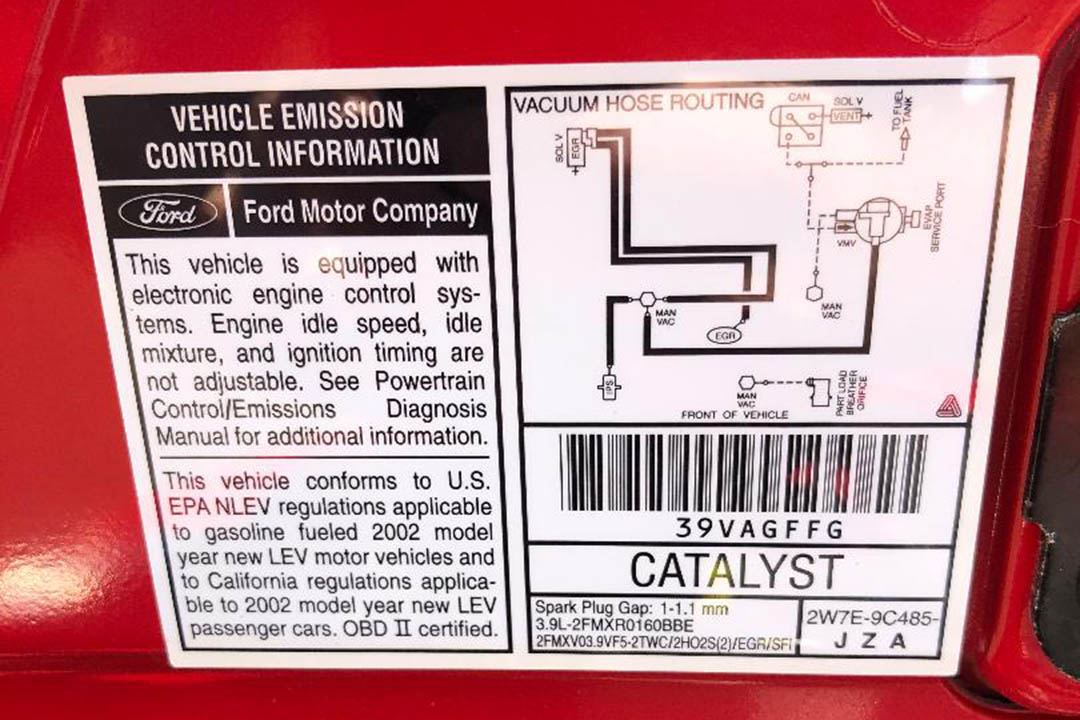 VEHICLE EMISSION
CONTROL INFORMATION
Ford
Ford Motor Company
This vehicle is equipped with
electronic engine control sys-
tems. Engine idle speed, idle
mixture, and ignition timing are
not adjustable. See Powertrain
Control/Emissions Diagnosis
Manual for additional information.
This vehicle conforms to U.S.
EPA NLEV regulations applicable
to gasoline fueled 2002 model
year new LEV motor vehicles and
to California regulations applica-
ble to 2002 model year new LEV
passenger cars. OBD II certified.
VACUUM HOSE ROUTING
CAN
SOL V
VENT
TO FUEL
TANK
SOL V
EGR
VMV
EVAP
SERVICE PORT
MAN
VAC
MAN
VAC
EGR
IPS
MAN
VAC
PART LOAD
BREATHER
ORIFICE
FRONT OF VEHICLE
39VAGFFG
CATALYST
Spark Plug Gap: 1-1.1 mm
3.9L-2FMXR0160BBE
2FMXV03.9VF5-2TWC/2HO2S(2)/EGR/SFI
2W7E-9C485-
JZA